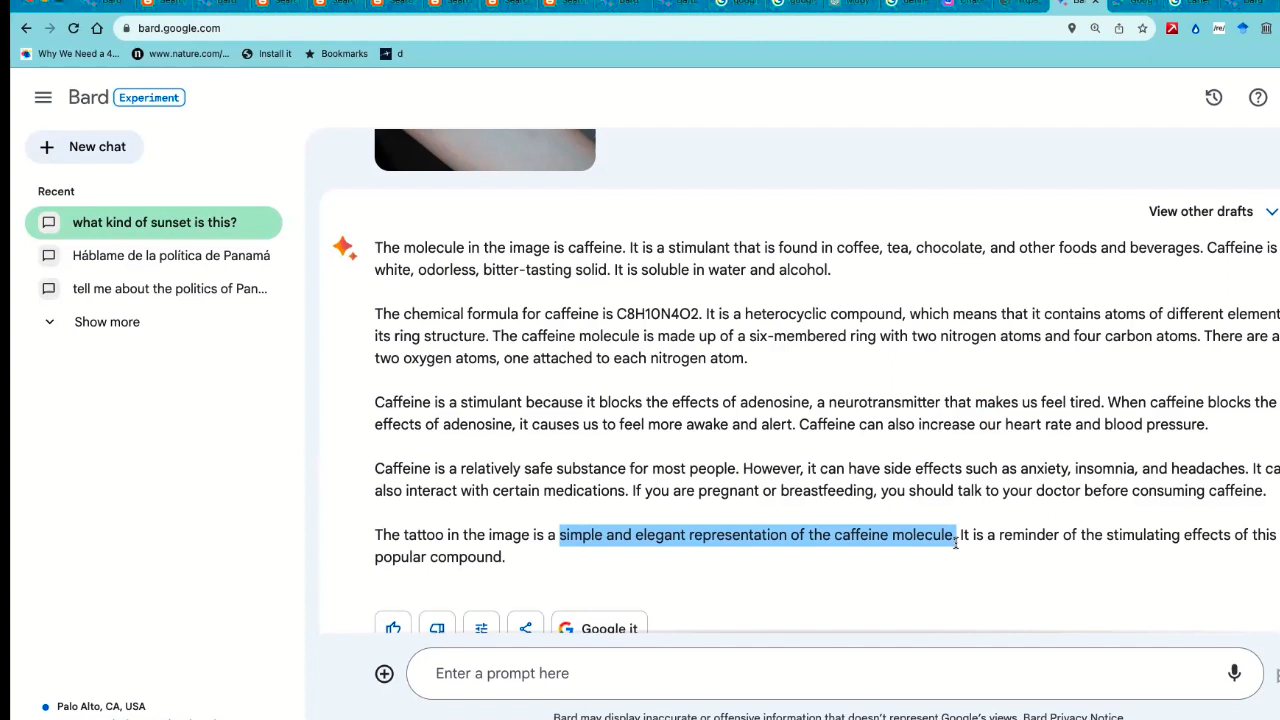 bard.google.com
Why We Need a 4...
www.nature.com/...
Install it
Bookmarks
d
Bard
Experiment
New chat
Recent
what kind of sunset is this?
Háblame de la política de Panamá
tell me about the politics of Pan...
Show more
View other drafts
The molecule in the image is caffeine. It is a stimulant that is found in coffee, tea, chocolate, and other foods and beverages. Caffeine is
white, odorless, bitter-tasting solid. It is soluble in water and alcohol.
The chemical formula for caffeine is C8H10N4O2. It is a heterocyclic compound, which means that it contains atoms of different element
its ring structure. The caffeine molecule is made up of a six-membered ring with two nitrogen atoms and four carbon atoms. There are a
two oxygen atoms, one attached to each nitrogen atom.
Caffeine is a stimulant because it blocks the effects of adenosine, a neurotransmitter that makes us feel tired. When caffeine blocks the
effects of adenosine, it causes us to feel more awake and alert. Caffeine can also increase our heart rate and blood pressure.
Caffeine is a relatively safe substance for most people. However, it can have side effects such as anxiety, insomnia, and headaches. It ca
also interact with certain medications. If you are pregnant or breastfeeding, you should talk to your doctor before consuming caffeine.
The tattoo in the image is a simple and elegant representation of the caffeine molecule. It is a reminder of the stimulating effects of this
popular compound.
Google it
Enter a prompt here
Palo Alto, CA, USA
Bard may display inaccurate or offensive information that doesn't represent Google's views. Bard Privacy Notice